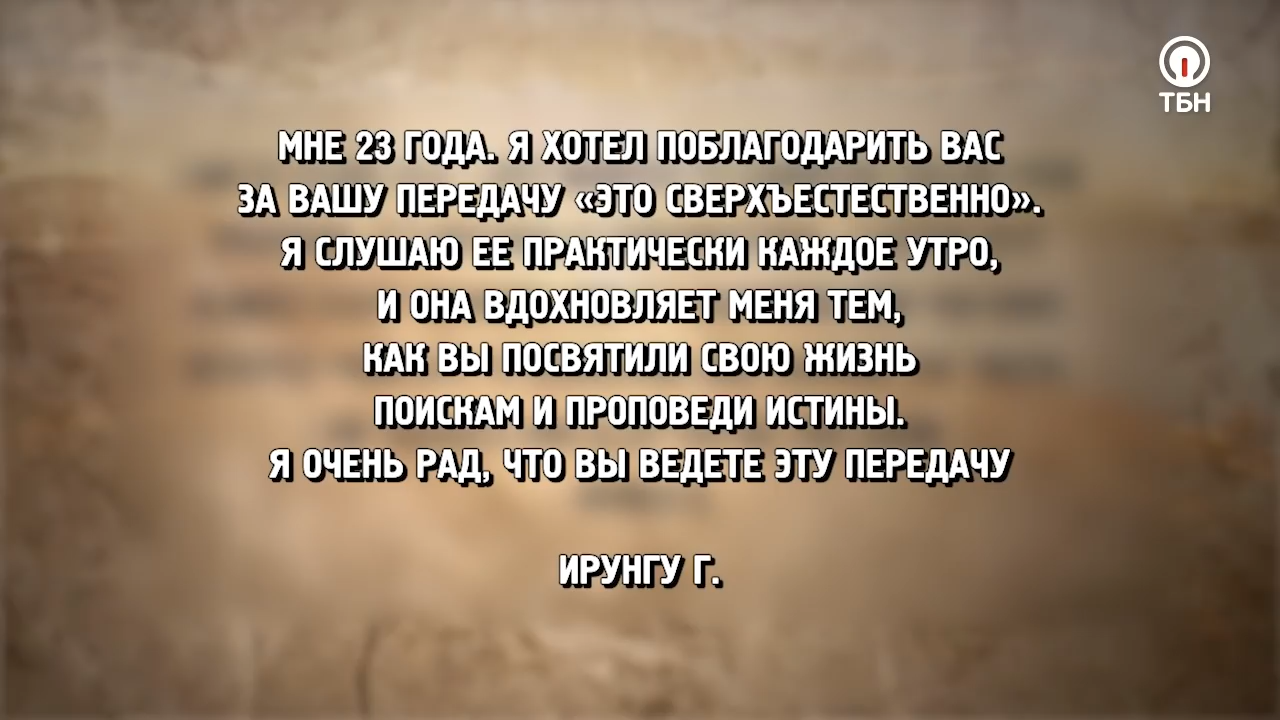 ТБН
МНЕ 23 ГОДА. Я ХОТЕЛ ПОБЛАГОДАРИТЬ ВАС
ЗА ВАШУ ПЕРЕДАЧУ «ЭТО СВЕРХЪЕСТЕСТВЕННО».
Я СЛУШАЮ ЕЕ ПРАКТИЧЕСКИ КАЖДОЕ УТРО,
И ОНА ВДОХНОВЛЯЕТ МЕНЯ ТЕМ,
КАК ВЫ ПОСВЯТИЛИ СВОЮ ЖИЗНЬ
ПОИСКАМ И ПРОПОВЕДИ ИСТИНЫ.
Я ОЧЕНЬ РАД, ЧТО ВЫ ВЕДЕТЕ ЭТУ ПЕРЕДАЧУ
ИРУНГУ Г.